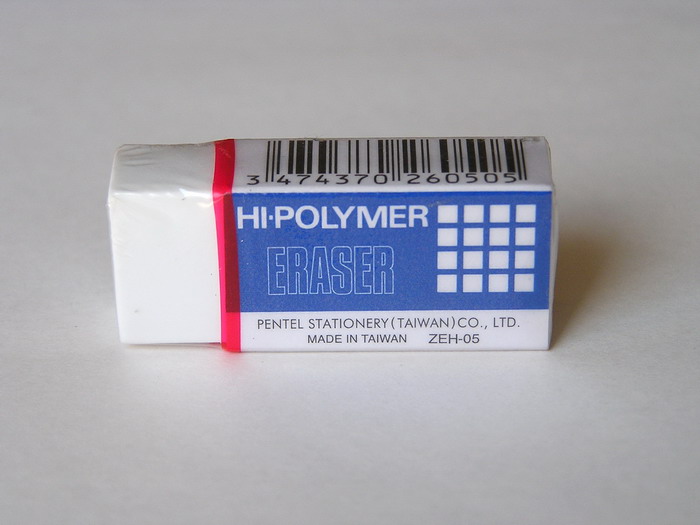 3 474370 260505
HI·POLYMER
ERASER
PENTEL STATIONERY(TAIWAN)CO., LTD.
MADE IN TAIWAN ZEH-05